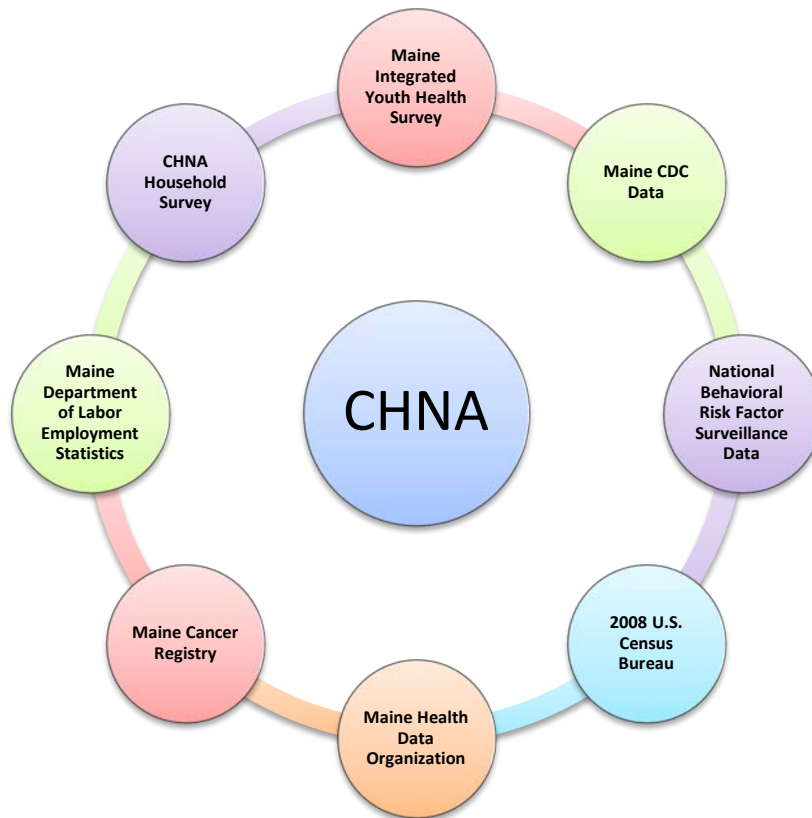 Maine
Integrated
Youth Health
Survey
Maine CDC
Data
National
Behavioral
Risk Factor
Surveillance
Data
2008 U.S.
Census
Bureau
Maine Health
Data
Organization
Maine Cancer
Registry
Maine
Department
of Labor
Employment
Statistics
CHNA
Household
Survey
CHNA